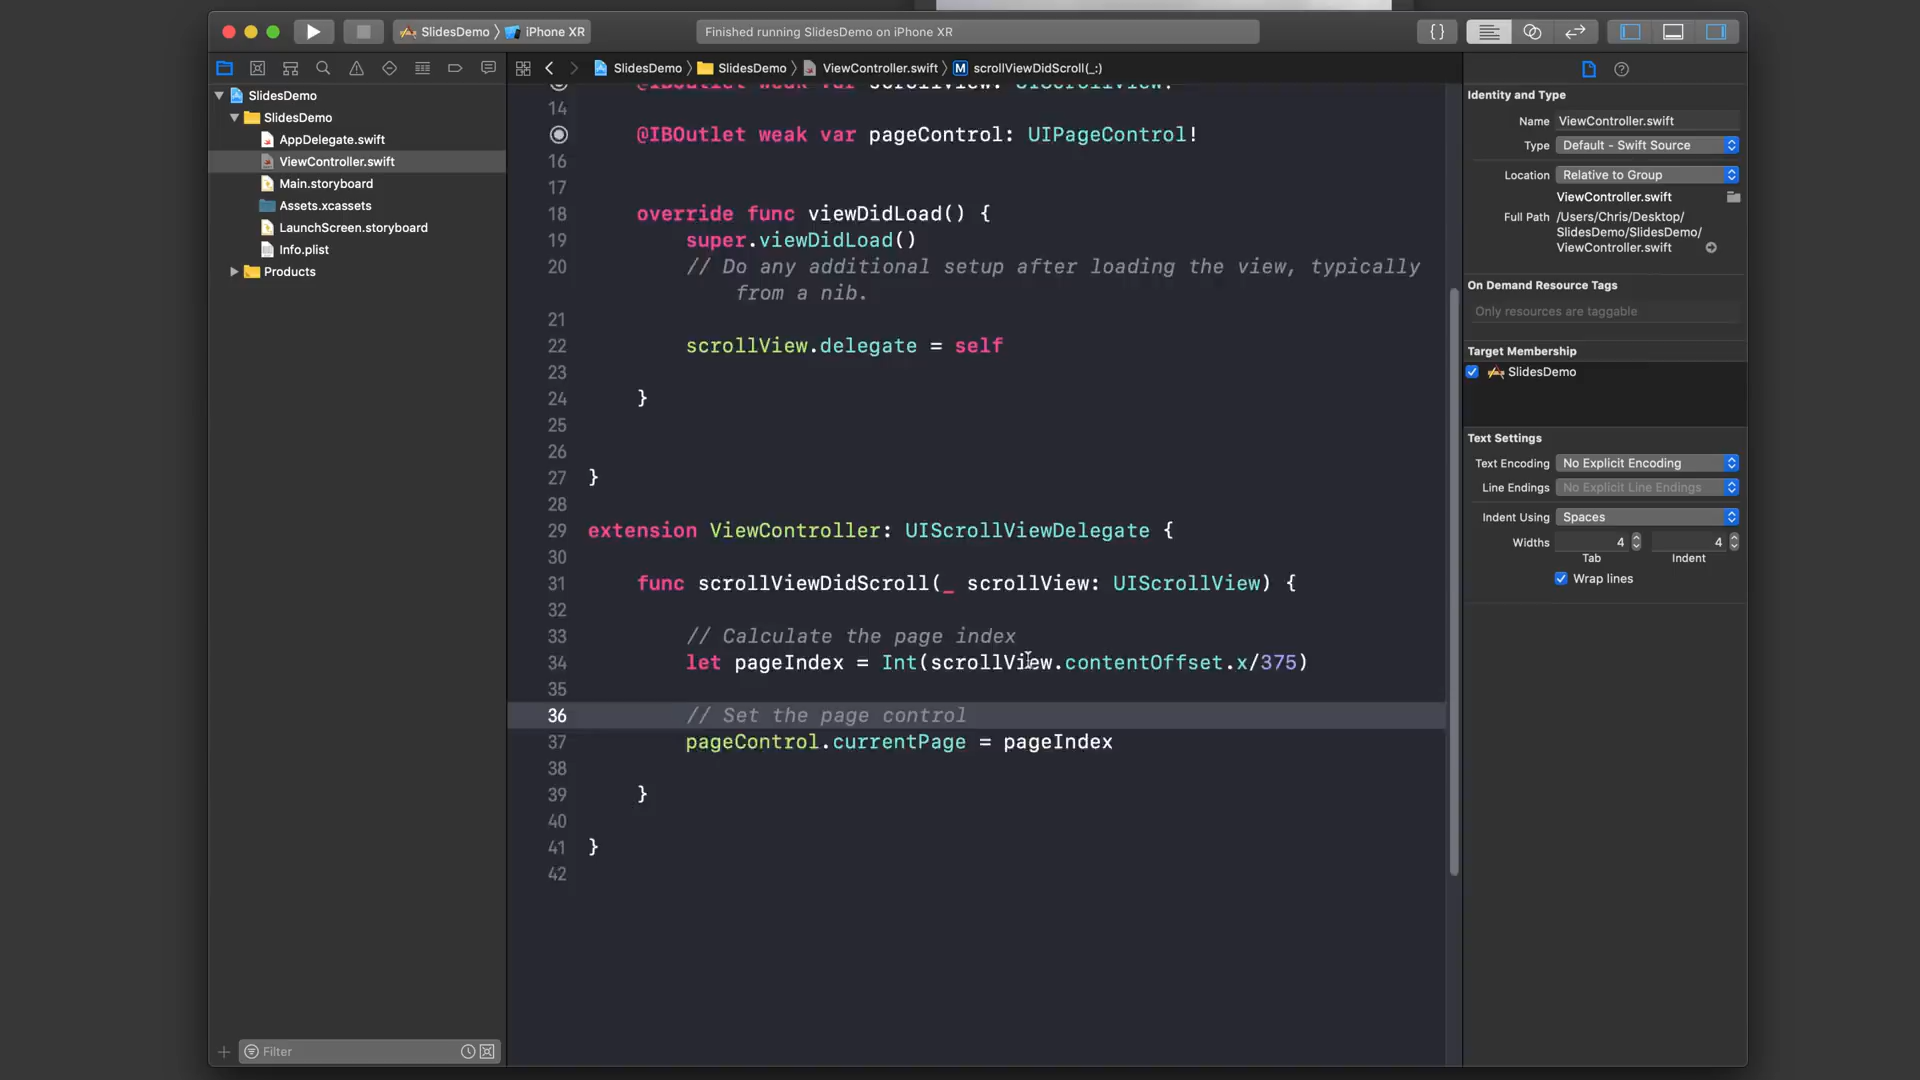 SlidesDemo 〉 iPhone XR
Finished running SlidesDemo on iPhone XR
{ }
SlidesDemo 〉 SlidesDemo 〉 ViewController.swift 〉 M scrollViewDidScroll(_:)
SlidesDemo
SlidesDemo
AppDelegate.swift
ViewController.swift
Main.storyboard
Assets.xcassets
LaunchScreen.storyboard
Info.plist
Products
Filter
@IBOutlet weak var scrollView: UIScrollView!
14
@IBOutlet weak var pageControl: UIPageControl!
16
17
18 override func viewDidLoad() {
19 super.viewDidLoad()
20 // Do any additional setup after loading the view, typically
from a nib.
21
22 scrollView.delegate = self
23
24 }
25
26
27 }
28
29 extension ViewController: UIScrollViewDelegate {
30
31 func scrollViewDidScroll(_ scrollView: UIScrollView) {
32
33 // Calculate the page index
34 let pageIndex = Int(scrollView.contentOffset.x/375)
35
36 // Set the page control
37 pageControl.currentPage = pageIndex
38
39 }
40
41 }
42
Identity and Type
Name ViewController.swift
Type Default - Swift Source
Location Relative to Group
ViewController.swift
Full Path /Users/Chris/Desktop/
SlidesDemo/SlidesDemo/
ViewController.swift
On Demand Resource Tags
Only resources are taggable
Target Membership
SlidesDemo
Text Settings
Text Encoding No Explicit Encoding
Line Endings No Explicit Line Endings
Indent Using Spaces
Widths 4 4
Tab Indent
Wrap lines